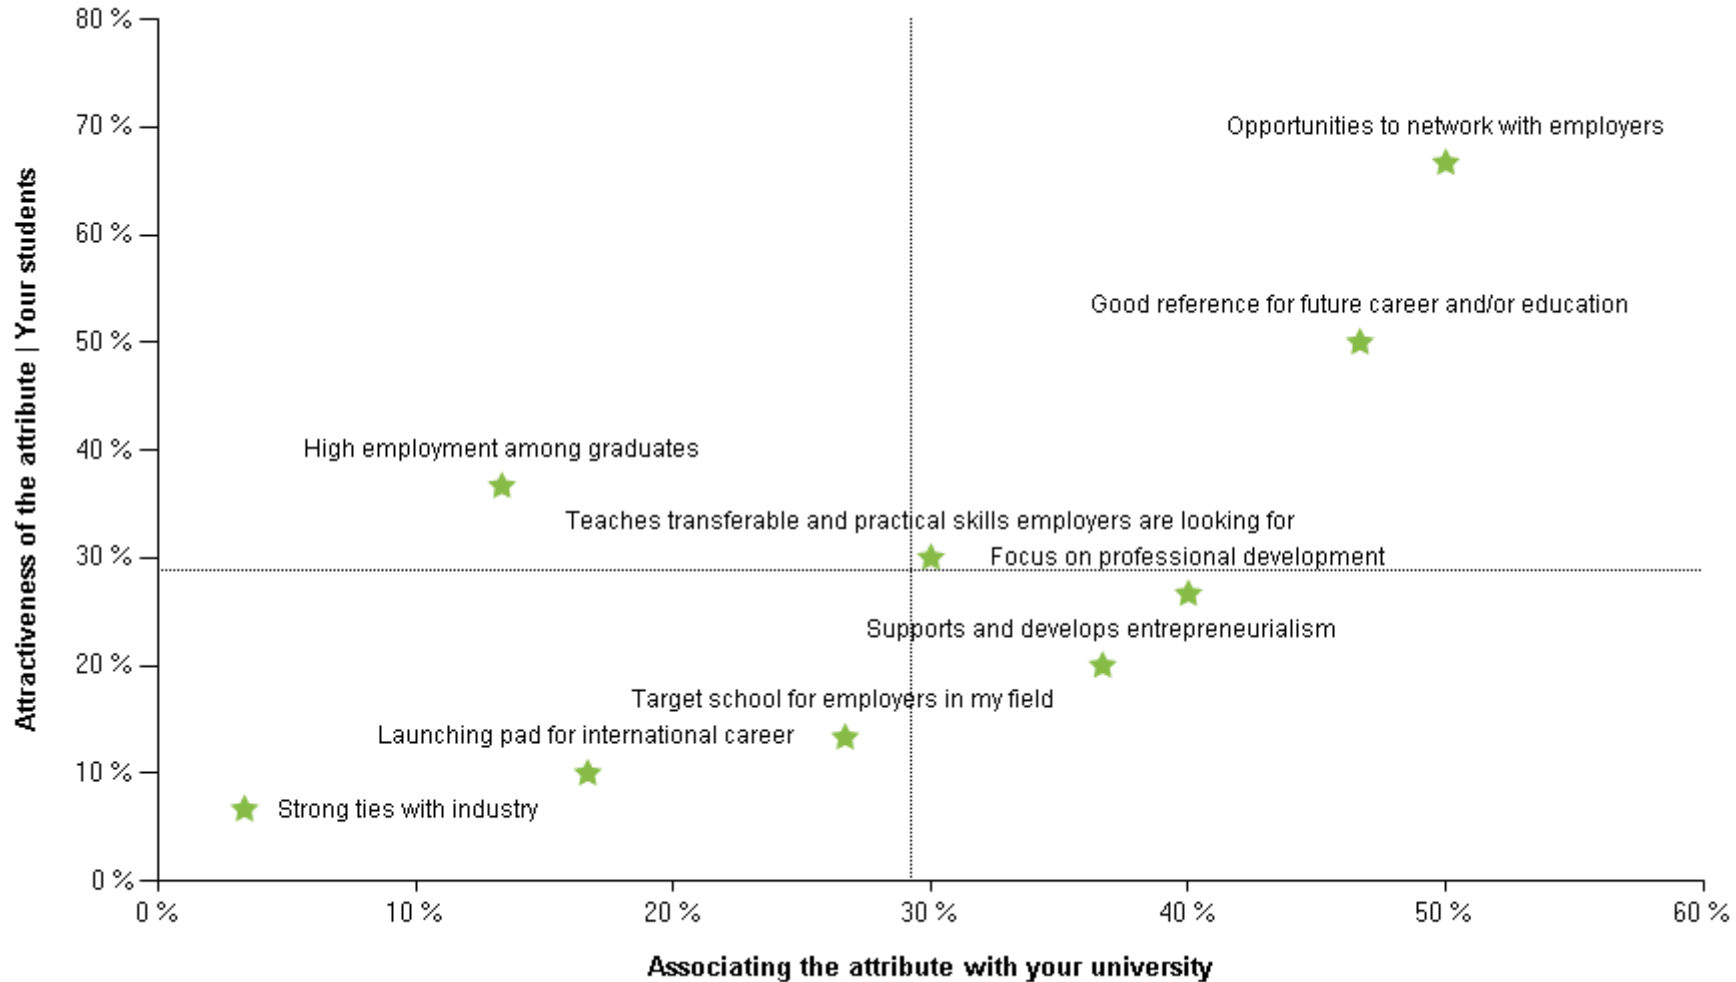 80 %
70 %
60 %
50 %
40 %
30 %
20 %
10 %
0 %
Attractiveness of the attribute | Your students
Opportunities to network with employers
Good reference for future career and/or education
High employment among graduates
Teaches transferable and practical skills employers are looking for
Focus on professional development
Supports and develops entrepreneurialism
Target school for employers in my field
Launching pad for international career
Strong ties with industry
0 %
10 %
20 %
30 %
40 %
50 %
60 %
Associating the attribute with your university